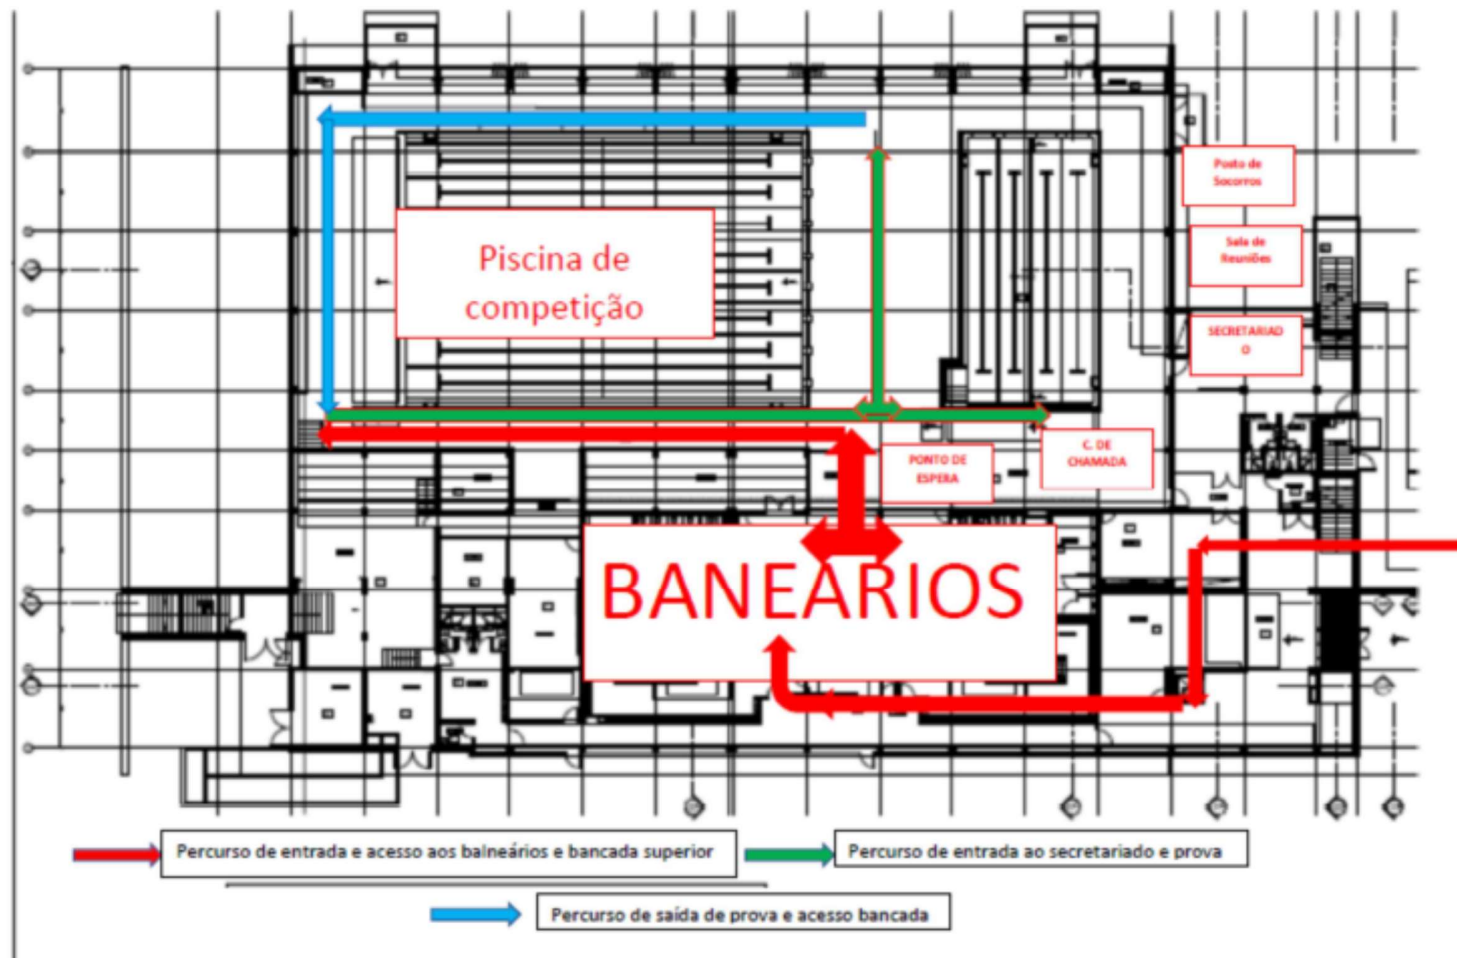 Posto de
Socorros
Sala de
Reuniões
Piscina de
competição
SECRETARIAD
O
C. DE
CHAMADA
PONTO DE
ESPERA
BANEÁRIOS
Percurso de entrada e acesso aos balneários e bancada superior
Percurso de entrada ao secretariado e prova
Percurso de saída de prova e acesso bancada